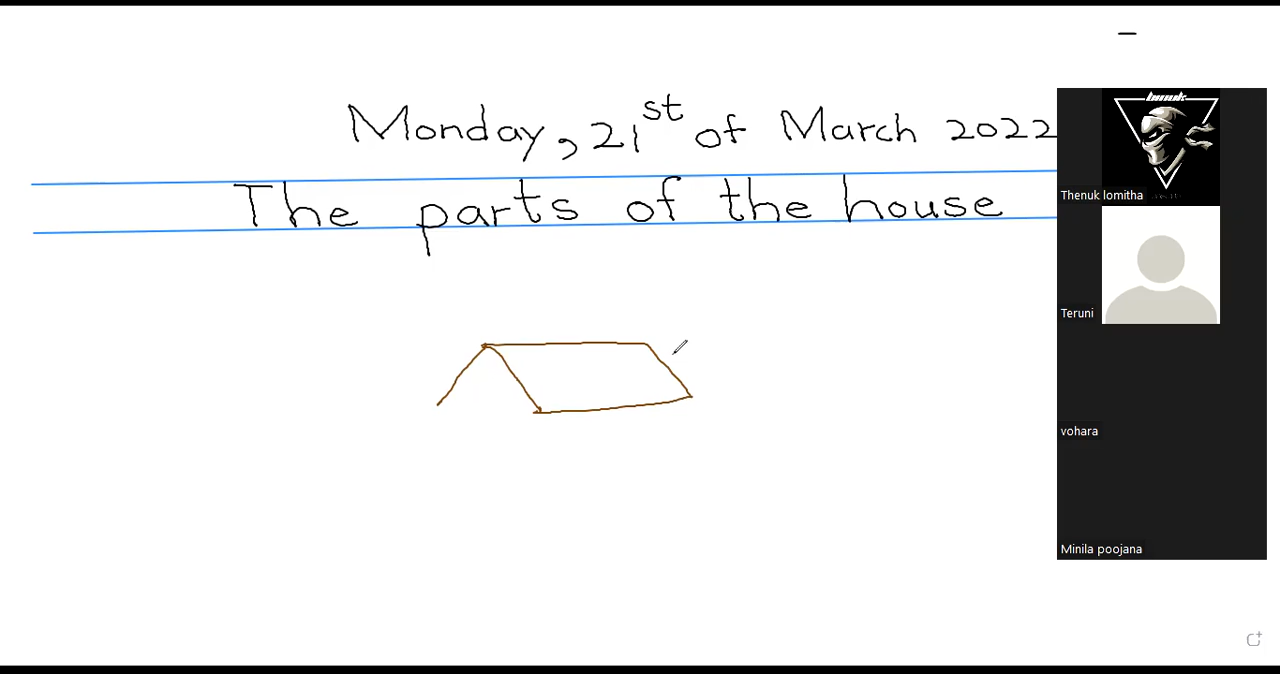 Monday, 21st of March 2022
The parts of the house
Thenuk lomitha
Teruni
vohara
Minila poojana